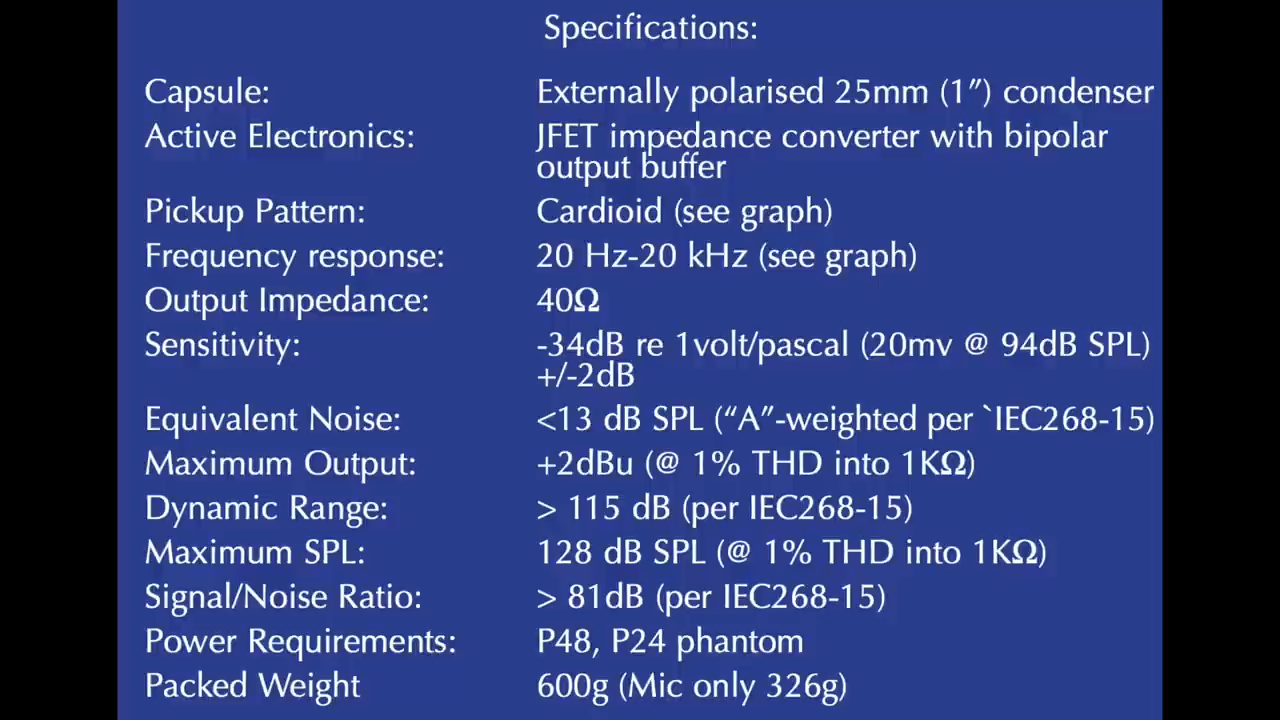 Specifications:
Capsule: Externally polarised 25mm (1”) condenser
Active Electronics: JFET impedance converter with bipolar
output buffer
Pickup Pattern: Cardioid (see graph)
Frequency response: 20 Hz-20 kHz (see graph)
Output Impedance: 40Ω
Sensitivity: -34dB re 1volt/pascal (20mv @ 94dB SPL)
+/-2dB
Equivalent Noise: <13 dB SPL (“A”-weighted per `IEC268-15)
Maximum Output: +2dBu (@ 1% THD into 1KΩ)
Dynamic Range: > 115 dB (per IEC268-15)
Maximum SPL: 128 dB SPL (@ 1% THD into 1KΩ)
Signal/Noise Ratio: > 81dB (per IEC268-15)
Power Requirements: P48, P24 phantom
Packed Weight 600g (Mic only 326g)